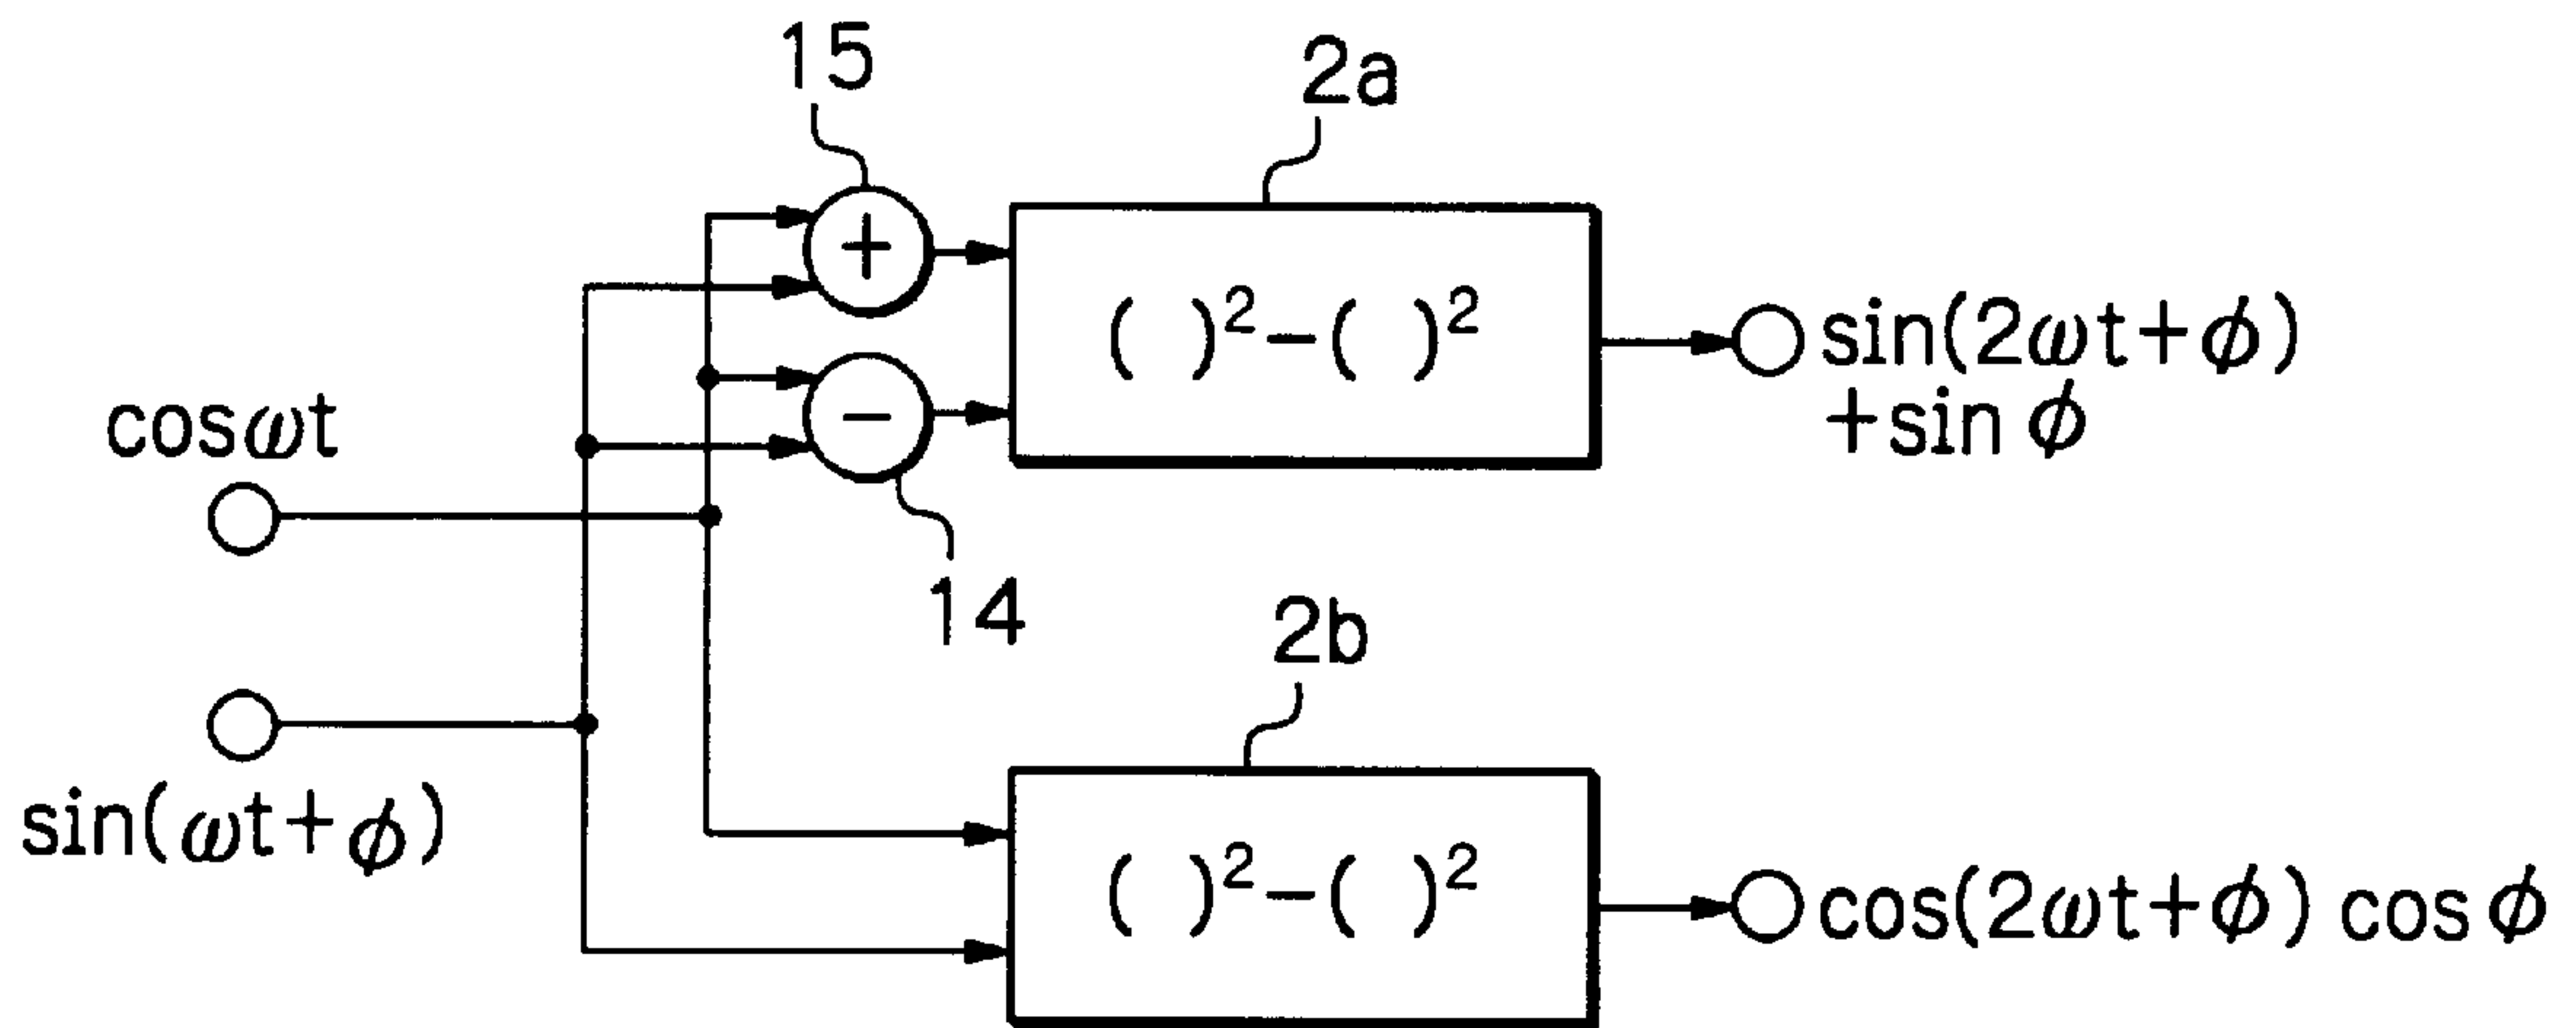 15
2a
+
( )²−( )²
sin(2ωt+ϕ)
+sin ϕ
−
cosωt
14
2b
sin(ωt+ϕ)
( )²−( )²
cos(2ωt+ϕ) cos ϕ